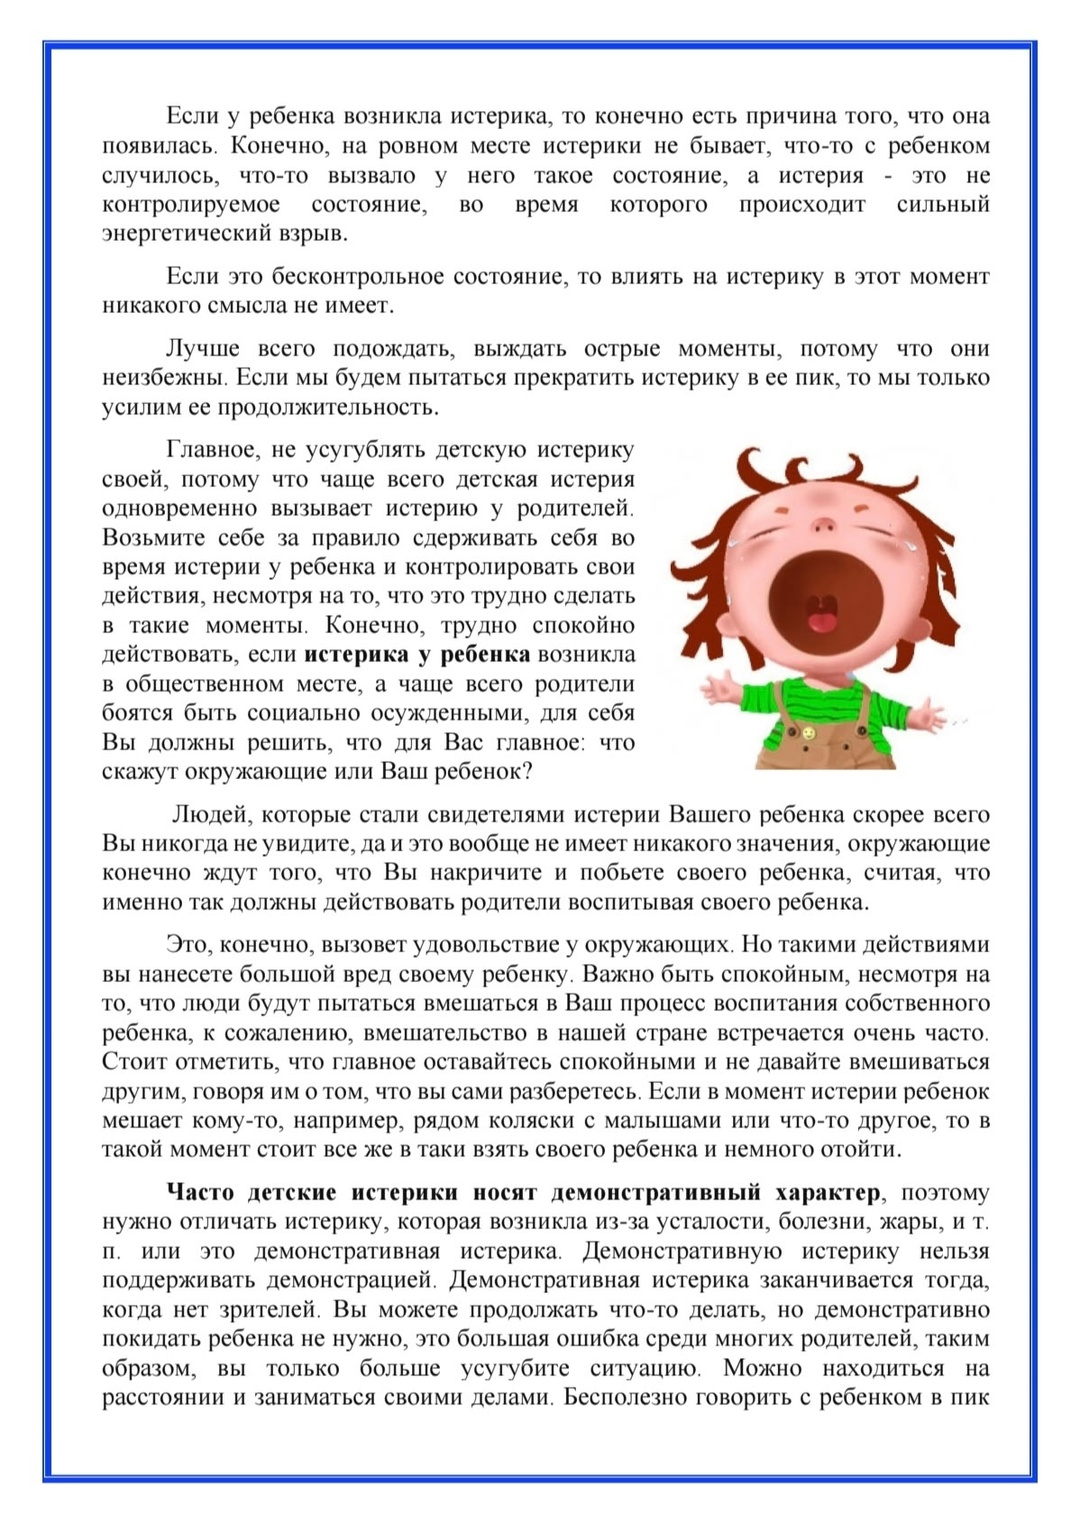 Если у ребенка возникла истерика, то конечно есть причина того, что она
появилась. Конечно, на ровном месте истерики не бывает, что-то с ребенком
случилось, что-то вызвало у него такое состояние, а истерия - это не
контролируемое состояние, во время которого происходит сильный
энергетический взрыв.
Если это бесконтрольное состояние, то влиять на истерику в этот момент
никакого смысла не имеет.
Лучше всего подождать, выждать острые моменты, потому что они
неизбежны. Если мы будем пытаться прекратить истерику в ее пик, то мы только
усилим ее продолжительность.
Главное, не усугублять детскую истерику
своей, потому что чаще всего детская истерия
одновременно вызывает истерию у родителей.
Возьмите себе за правило сдерживать себя во
время истерии у ребенка и контролировать свои
действия, несмотря на то, что это трудно сделать
в такие моменты. Конечно, трудно спокойно
действовать, если истерика у ребенка возникла
в общественном месте, а чаще всего родители
боятся быть социально осужденными, для себя
Вы должны решить, что для Вас главное: что
скажут окружающие или Ваш ребенок?
Людей, которые стали свидетелями истерии Вашего ребенка скорее всего
Вы никогда не увидите, да и это вообще не имеет никакого значения, окружающие
конечно ждут того, что Вы накричите и побьете своего ребенка, считая, что
именно так должны действовать родители воспитывая своего ребенка.
Это, конечно, вызовет удовольствие у окружающих. Но такими действиями
вы нанесете большой вред своему ребенку. Важно быть спокойным, несмотря на
то, что люди будут пытаться вмешаться в Ваш процесс воспитания собственного
ребенка, к сожалению, вмешательство в нашей стране встречается очень часто.
Стоит отметить, что главное оставайтесь спокойными и не давайте вмешиваться
другим, говоря им о том, что вы сами разберетесь. Если в момент истерии ребенок
мешает кому-то, например, рядом коляски с малышами или что-то другое, то в
такой момент стоит все же в таки взять своего ребенка и немного отойти.
Часто детские истерики носят демонстративный характер, поэтому
нужно отличать истерику, которая возникла из-за усталости, болезни, жары, и т.
п. или это демонстративная истерика. Демонстративную истерику нельзя
поддерживать демонстрацией. Демонстративная истерика заканчивается тогда,
когда нет зрителей. Вы можете продолжать что-то делать, но демонстративно
покидать ребенка не нужно, это большая ошибка среди многих родителей, таким
образом, вы только больше усугубите ситуацию. Можно находиться на
расстоянии и заниматься своими делами. Бесполезно говорить с ребенком в пик